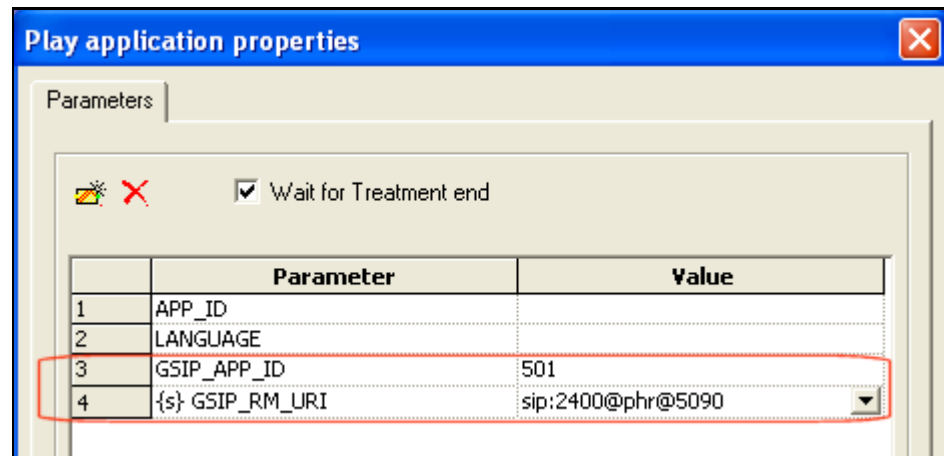 Play application properties
Parameters
Wait for Treatment end
Parameter Value
1 APP_ID
2 LANGUAGE
3 GSIP_APP_ID 501
4 {s} GSIP_RM_URI sip:2400@phr@5090